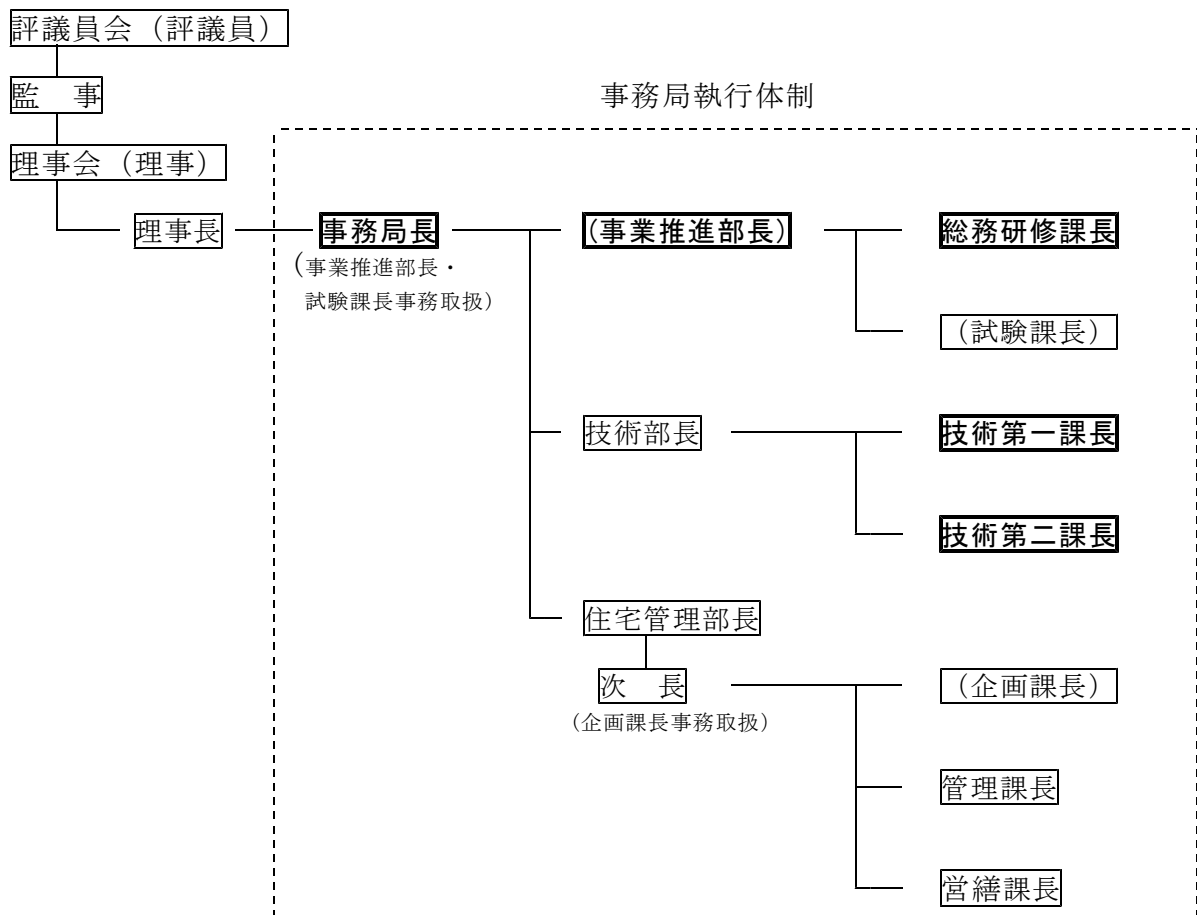 評議員会（評議員）
監　事
事務局執行体制
理事会（理事）
理事長
事務局長
(事業推進部長)
総務研修課長
（事業推進部長・
試験課長事務取扱）
（試験課長）
技術部長
技術第一課長
技術第二課長
住宅管理部長
次　長
（企画課長）
（企画課長事務取扱）
管理課長
営繕課長